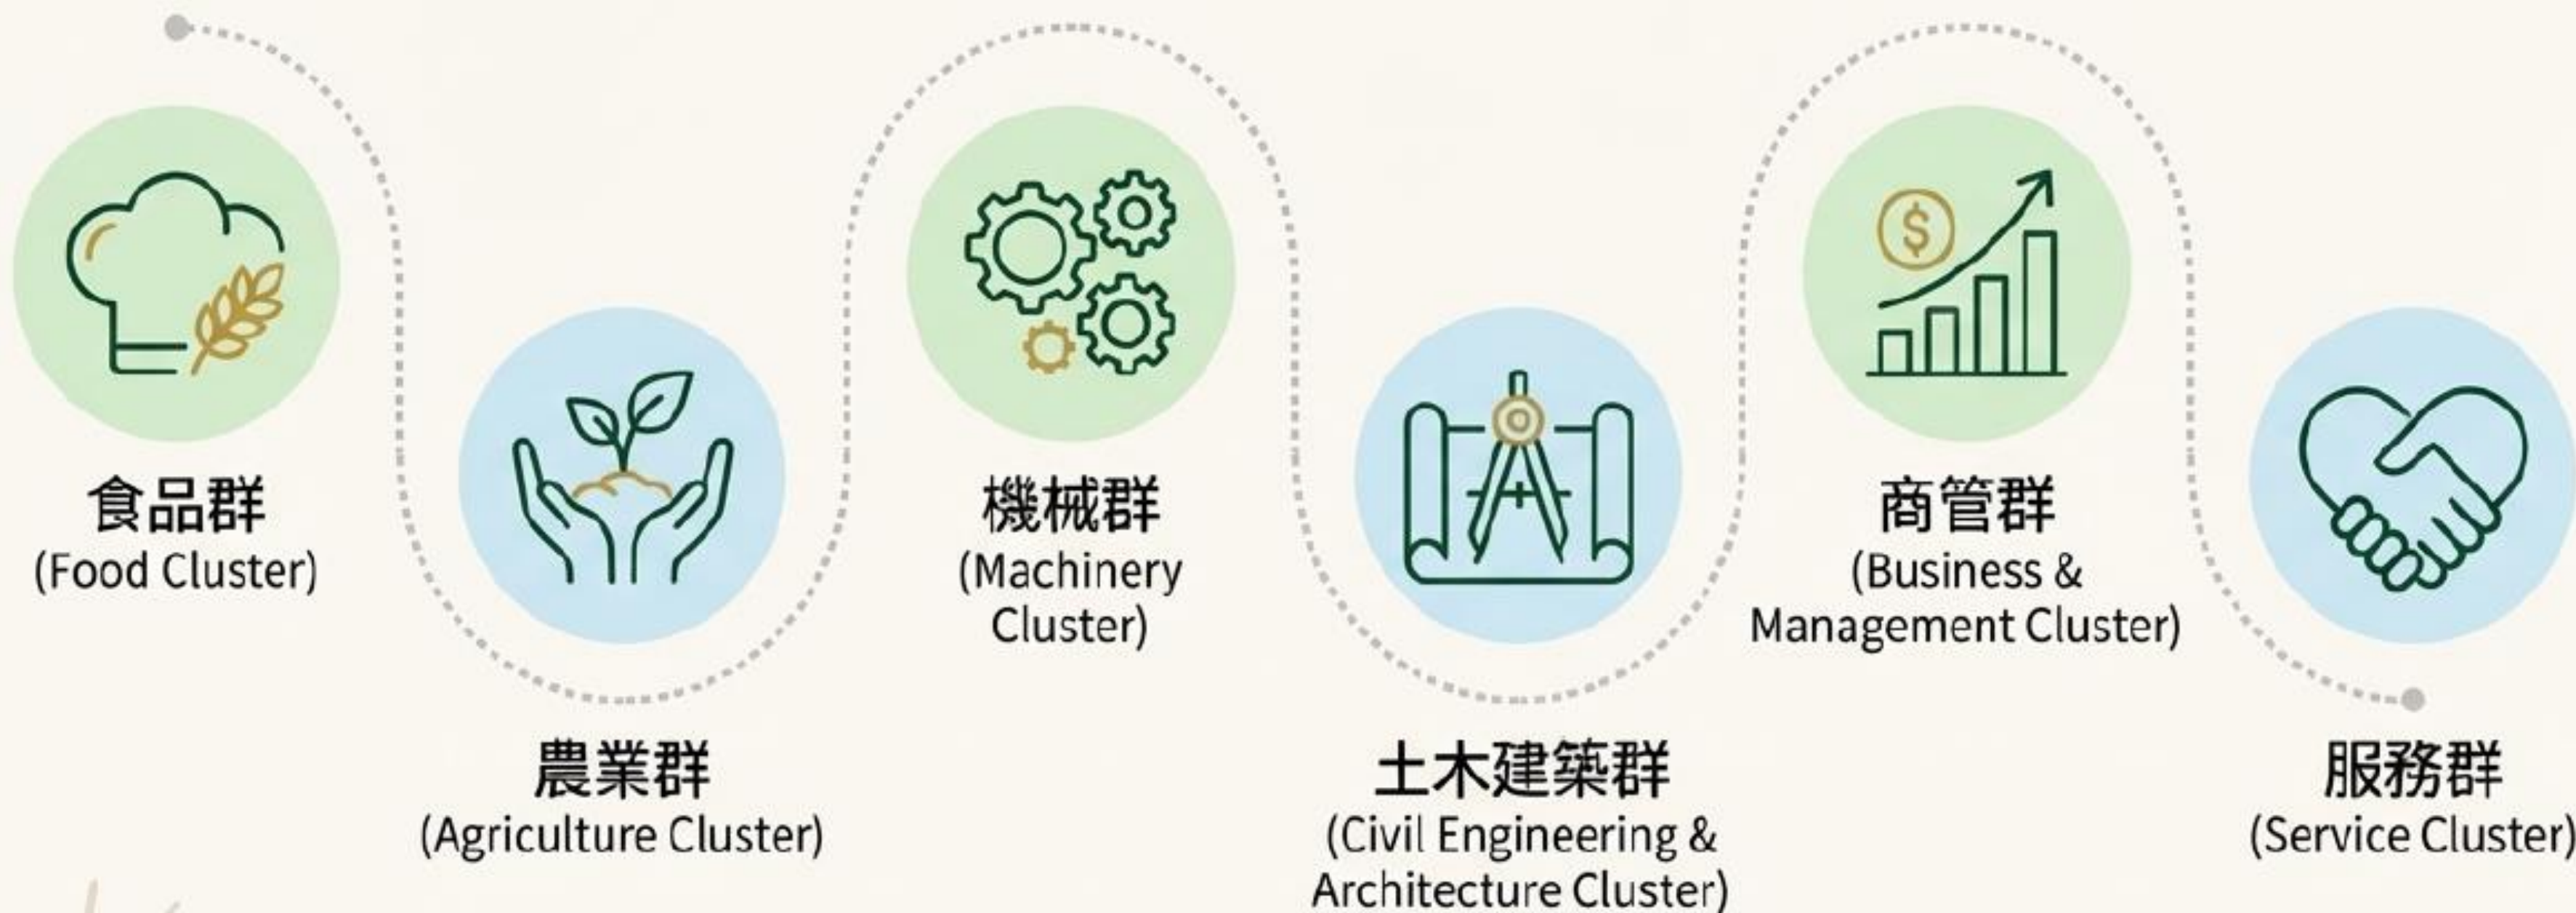 食品群
(Food Cluster)
農業群
(Agriculture Cluster)
機械群
(Machinery
Cluster)
土木建築群
(Civil Engineering &
Architecture Cluster)
商管群
(Business &
Management Cluster)
服務群
(Service Cluster)